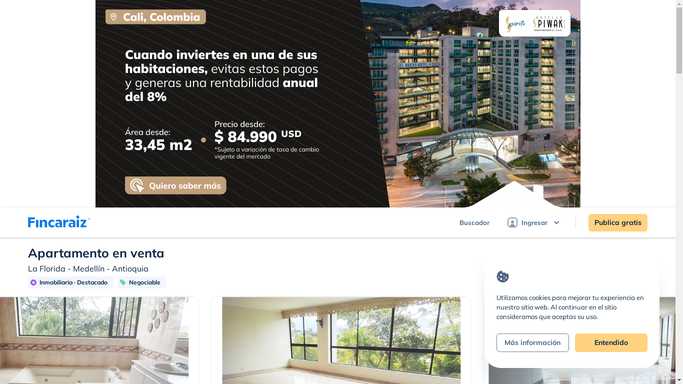 Cali, Colombia
Cuando inviertes en una de sus
habitaciones, evitas estos pagos
y generas una rentabilidad anual
del 8%
Área desde:
33,45 m2
Precio desde:
$ 84.990 USD
*Sujeto a variación de tasa de cambio
vigente del mercado
Quiero saber más
SPIWAK
Fincaraiz
Buscador
Ingresar
Publica gratis
Apartamento en venta
La Florida - Medellín - Antioquia
Inmobiliario · Destacado
Negociable
Utilizamos cookies para mejorar tu experiencia en
nuestro sitio web. Al continuar en el sitio
consideramos que aceptas su uso.
Más información
Entendido